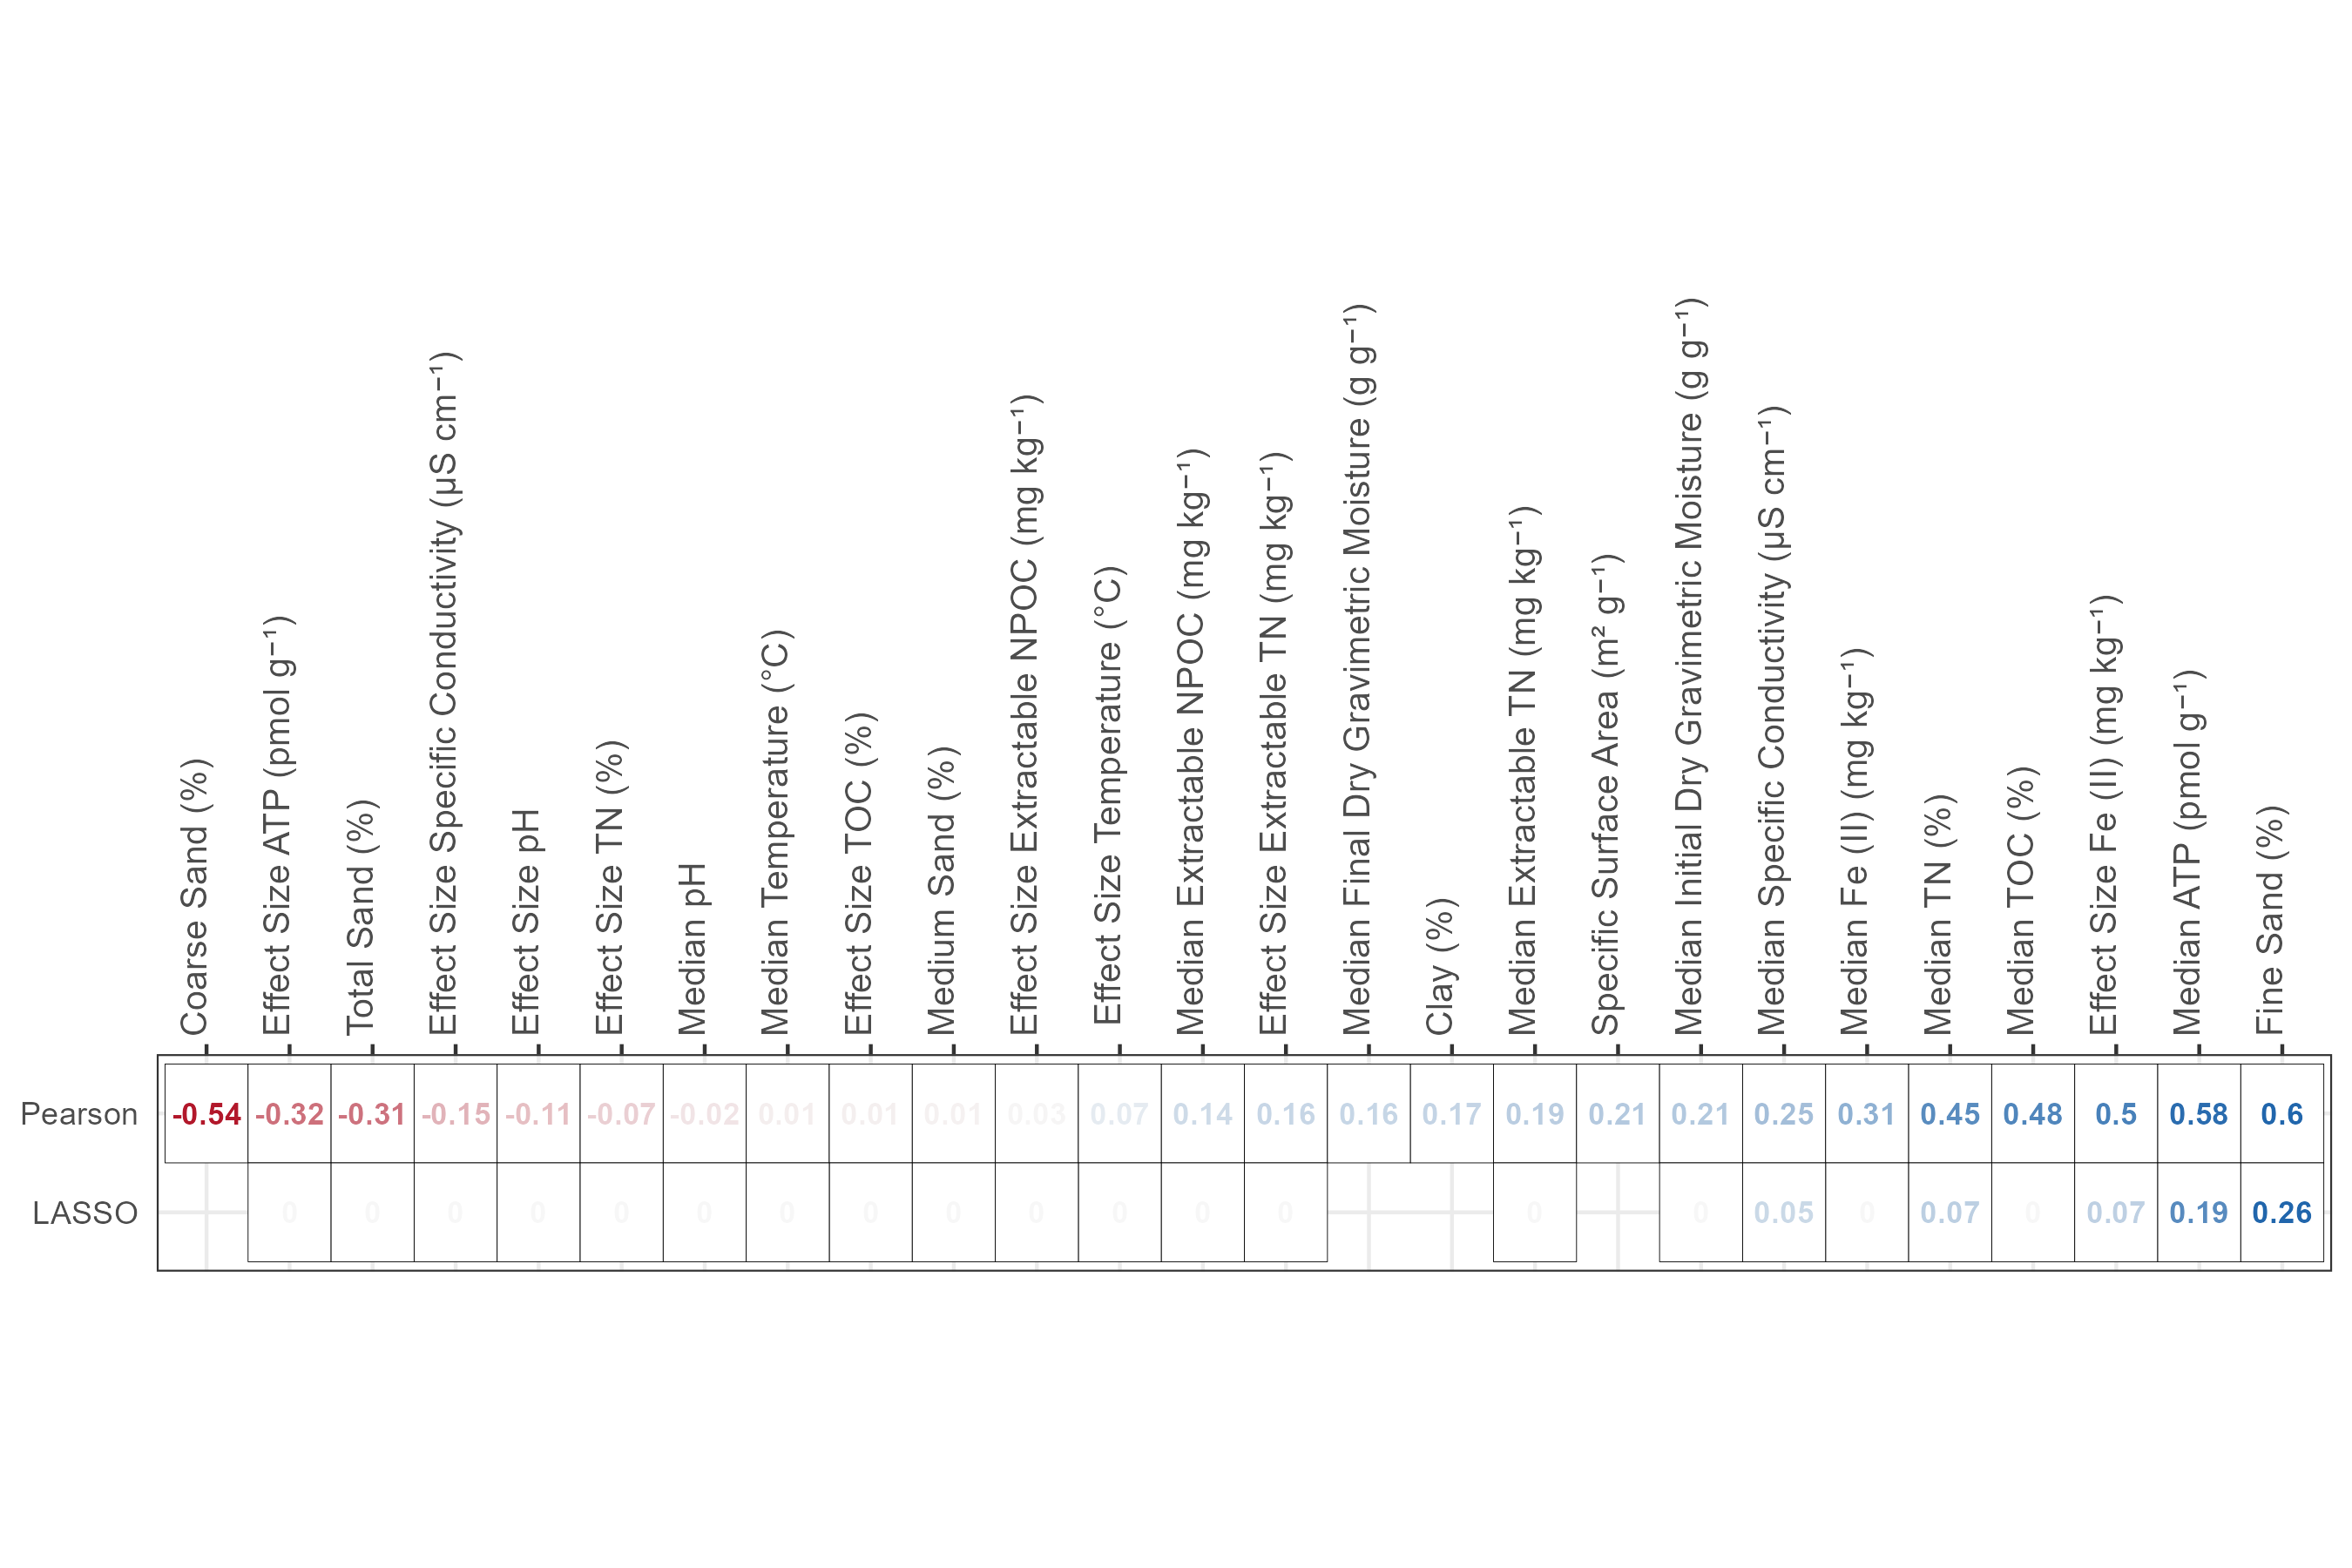 Coarse Sand (%)
Effect Size ATP (pmol g⁻¹)
Total Sand (%)
Effect Size Specific Conductivity (µS cm⁻¹)
Effect Size pH
Effect Size TN (%)
Median pH
Median Temperature (°C)
Effect Size TOC (%)
Medium Sand (%)
Effect Size Extractable NPOC (mg kg⁻¹)
Effect Size Temperature (°C)
Median Extractable NPOC (mg kg⁻¹)
Effect Size Extractable TN (mg kg⁻¹)
Median Final Dry Gravimetric Moisture (g g⁻¹)
Clay (%)
Median Extractable TN (mg kg⁻¹)
Specific Surface Area (m² g⁻¹)
Median Initial Dry Gravimetric Moisture (g g⁻¹)
Median Specific Conductivity (µS cm⁻¹)
Median Fe (II) (mg kg⁻¹)
Median TN (%)
Median TOC (%)
Effect Size Fe (II) (mg kg⁻¹)
Median ATP (pmol g⁻¹)
Fine Sand (%)
Pearson -0.54 -0.32 -0.31 -0.15 -0.11 -0.07 -0.02 0.01 0.01 0.01 0.03 0.07 0.14 0.16 0.16 0.17 0.19 0.21 0.21 0.25 0.31 0.45 0.48 0.5 0.58 0.6
LASSO 0 0 0 0 0 0 0 0 0 0 0 0 0 0 0 0.05 0 0.07 0 0.07 0.19 0.26